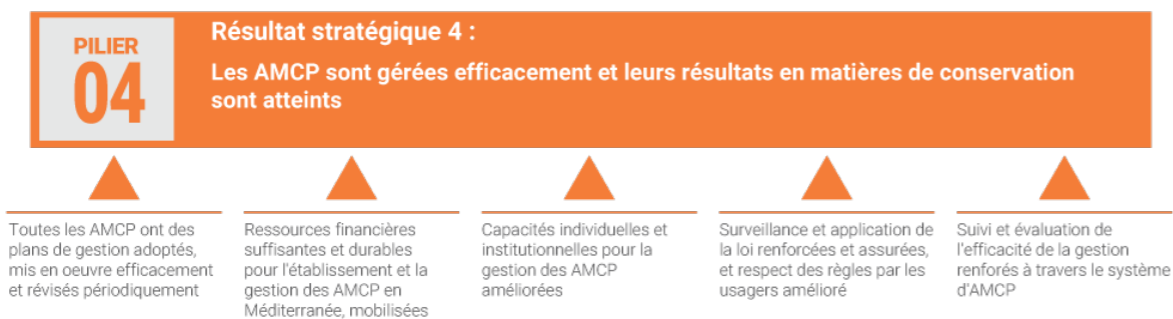 PILIER
04
Résultat stratégique 4 :
Les AMCP sont gérées efficacement et leurs résultats en matières de conservation
sont atteints
Toutes les AMCP ont des
plans de gestion adoptés,
mis en oeuvre efficacement
et révisés périodiquement
Ressources financières
suffisantes et durables
pour l'établissement et la
gestion des AMCP en
Méditerranée, mobilisées
Capacités individuelles et
institutionnelles pour la
gestion des AMCP
améliorées
Surveillance et application de
la loi renforcées et assurées,
et respect des règles par les
usagers amélioré
Suivi et évaluation de
l'efficacité de la gestion
renforés à travers le système
d'AMCP